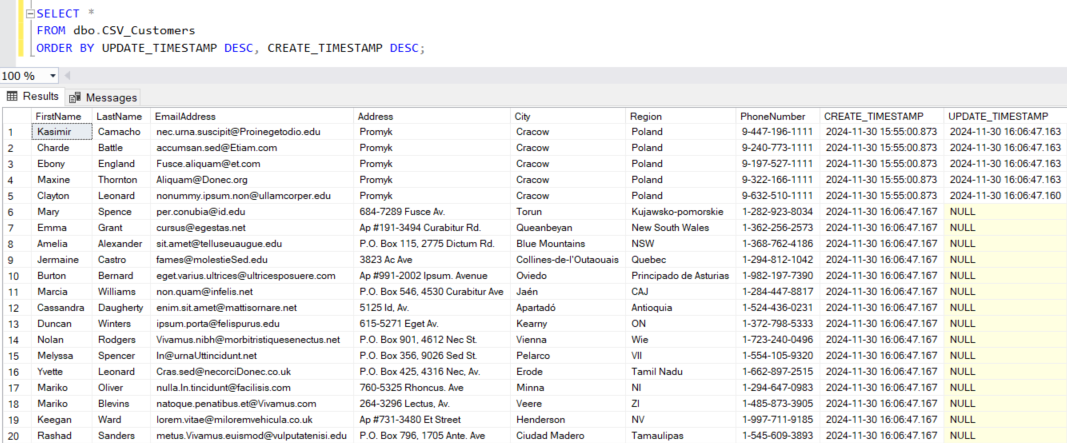 SELECT *
FROM dbo.CSV_Customers
ORDER BY UPDATE_TIMESTAMP DESC, CREATE_TIMESTAMP DESC;
100 %
Results Messages
FirstName LastName EmailAddress Address City Region PhoneNumber CREATE_TIMESTAMP UPDATE_TIMESTAMP
1 Kasimir Camacho nec.urna.suscipit@Proinegetodio.edu Promyk Cracow Poland 9-447-196-1111 2024-11-30 15:55:00.873 2024-11-30 16:06:47.163
2 Charde Battle accumsan.sed@Etiam.com Promyk Cracow Poland 9-240-773-1111 2024-11-30 15:55:00.873 2024-11-30 16:06:47.163
3 Ebony England Fusce.aliquam@et.com Promyk Cracow Poland 9-197-527-1111 2024-11-30 15:55:00.873 2024-11-30 16:06:47.163
4 Maxine Thornton Aliquam@Donec.org Promyk Cracow Poland 9-322-166-1111 2024-11-30 15:55:00.873 2024-11-30 16:06:47.163
5 Clayton Leonard nonummy.ipsum.non@ullamcorper.edu Promyk Cracow Poland 9-632-510-1111 2024-11-30 15:55:00.873 2024-11-30 16:06:47.160
6 Mary Spence per.conubia@id.edu 684-7289 Fusce Av. Torun Kujawsko-pomorskie 1-282-923-8034 2024-11-30 16:06:47.167 NULL
7 Emma Grant cursus@egestas.net Ap #191-3494 Curabitur Rd. Queanbeyan New South Wales 1-362-256-2573 2024-11-30 16:06:47.167 NULL
8 Amelia Alexander sit.amet@telluseuaugue.edu P.O. Box 115, 2775 Dictum Rd. Blue Mountains NSW 1-368-762-4186 2024-11-30 16:06:47.167 NULL
9 Jermaine Castro fames@molestieSed.edu 3823 Ac Ave Collines-de-l'Outaouais Quebec 1-294-812-1042 2024-11-30 16:06:47.167 NULL
10 Burton Bernard eget.varius.ultrices@ultricesposuere.com Ap #991-2002 Ipsum. Avenue Oviedo Principado de Asturias 1-982-197-7390 2024-11-30 16:06:47.167 NULL
11 Marcia Williams non.quam@infelis.net P.O. Box 546, 4530 Curabitur Ave Jaén CAJ 1-284-447-8817 2024-11-30 16:06:47.167 NULL
12 Cassandra Daugherty enim.sit.amet@mattisornare.net 5125 Id, Av. Apartadó Antioquia 1-524-436-0231 2024-11-30 16:06:47.167 NULL
13 Duncan Winters ipsum.porta@felispurus.edu 615-5271 Eget Av. Kearny ON 1-372-798-5333 2024-11-30 16:06:47.167 NULL
14 Nolan Rodgers Vivamus.nibh@morbitristiquesenectus.net P.O. Box 901, 4612 Nec St. Vienna Wie 1-723-240-0496 2024-11-30 16:06:47.167 NULL
15 Melyssa Spencer In@urnaUttincidunt.net P.O. Box 356, 9026 Sed St. Pelarco VII 1-554-105-9320 2024-11-30 16:06:47.167 NULL
16 Yvette Leonard Cras.sed@necorciDonec.co.uk P.O. Box 425, 4316 Nec, Av. Erode Tamil Nadu 1-662-897-2515 2024-11-30 16:06:47.167 NULL
17 Mariko Oliver nulla.In.tincidunt@facilisis.com 760-5325 Rhoncus. Ave Minna NI 1-294-647-0983 2024-11-30 16:06:47.167 NULL
18 Mariko Blevins natoque.penatibus.et@Vivamus.com 264-3296 Lectus, Av. Veere ZI 1-485-873-3905 2024-11-30 16:06:47.167 NULL
19 Keegan Ward lorem.vitae@miloremvehicula.co.uk Ap #731-3480 Et Street Henderson NV 1-997-711-9185 2024-11-30 16:06:47.167 NULL
20 Rashad Sanders metus.Vivamus.euismod@vulputatenisi.edu P.O. Box 796, 1705 Ante. Ave Ciudad Madero Tamaulipas 1-545-609-3893 2024-11-30 16:06:47.167 NULL